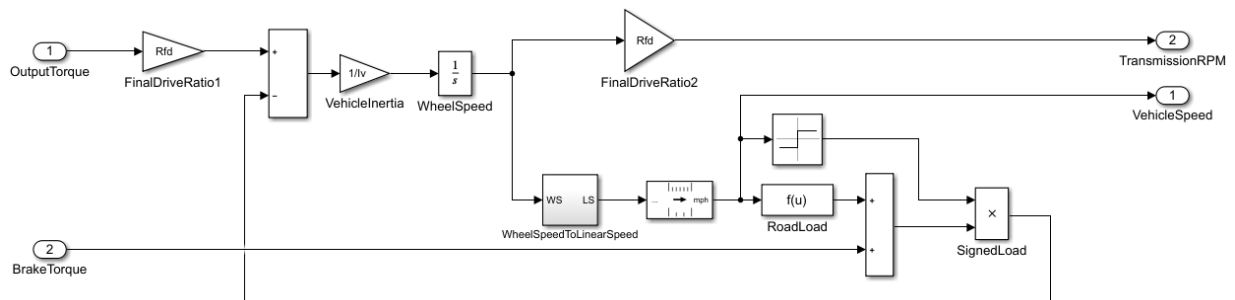 1
OutputTorque
Rfd
FinalDriveRatio1
+
−
1/Iv
VehicleInertia
1
s
WheelSpeed
Rfd
FinalDriveRatio2
2
TransmissionRPM
1
VehicleSpeed
WS LS
WheelSpeedToLinearSpeed
... mph
f(u)
RoadLoad
+
+
×
SignedLoad
2
BrakeTorque